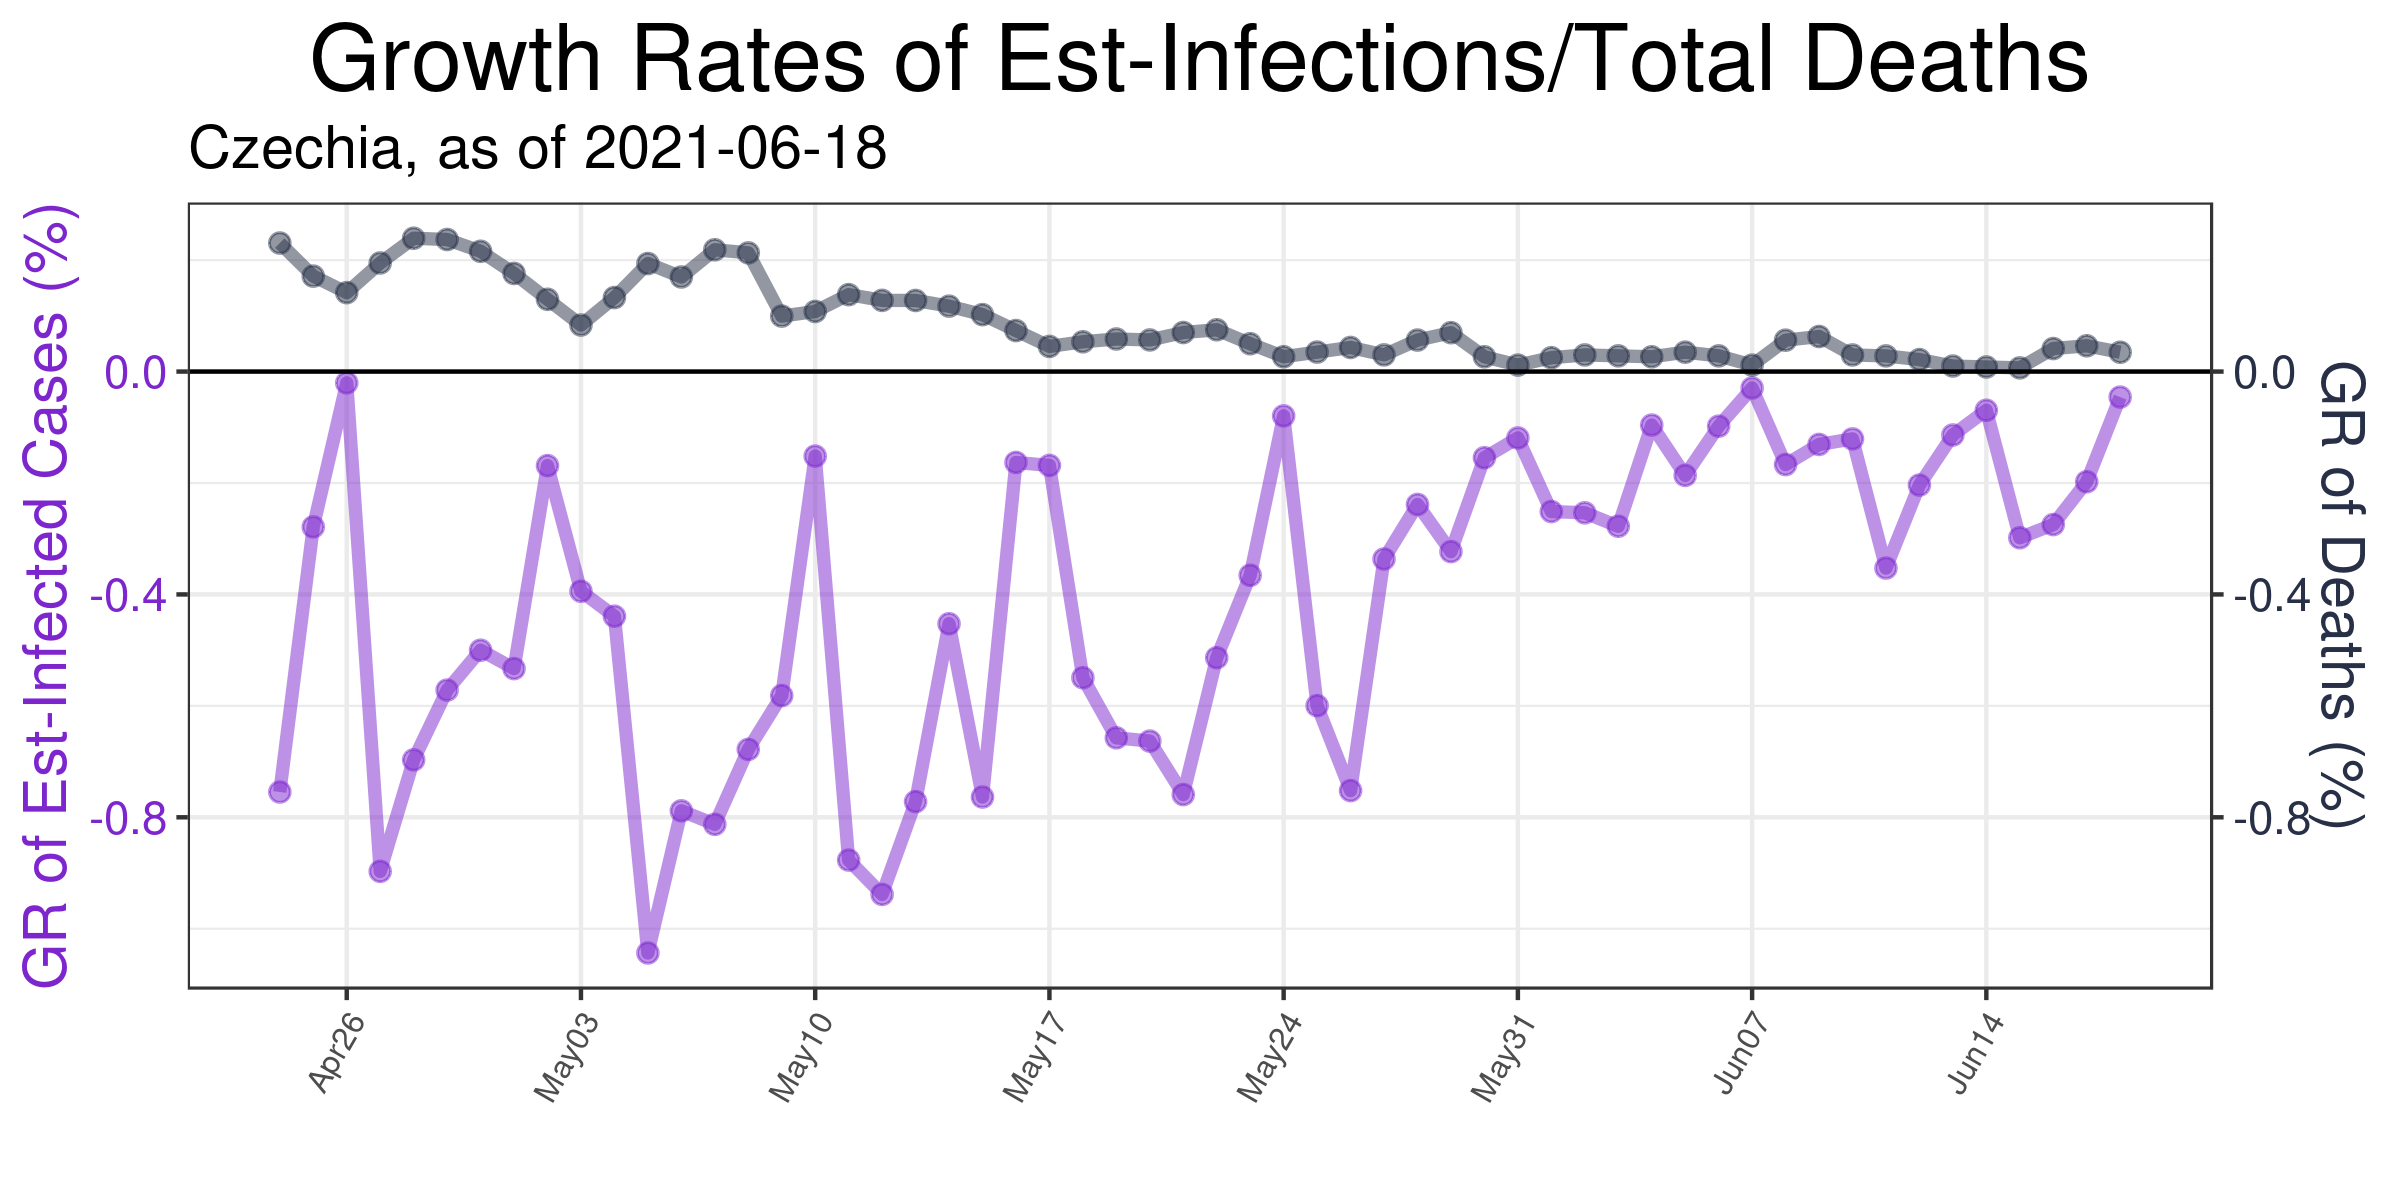 Growth Rates of Est-Infections/Total Deaths
Czechia, as of 2021-06-18
GR of Est-Infected Cases (%)
0.0
-0.4
-0.8
0.0
-0.4
-0.8
GR of Deaths (%)
Apr26
May03
May10
May17
May24
May31
Jun07
Jun14